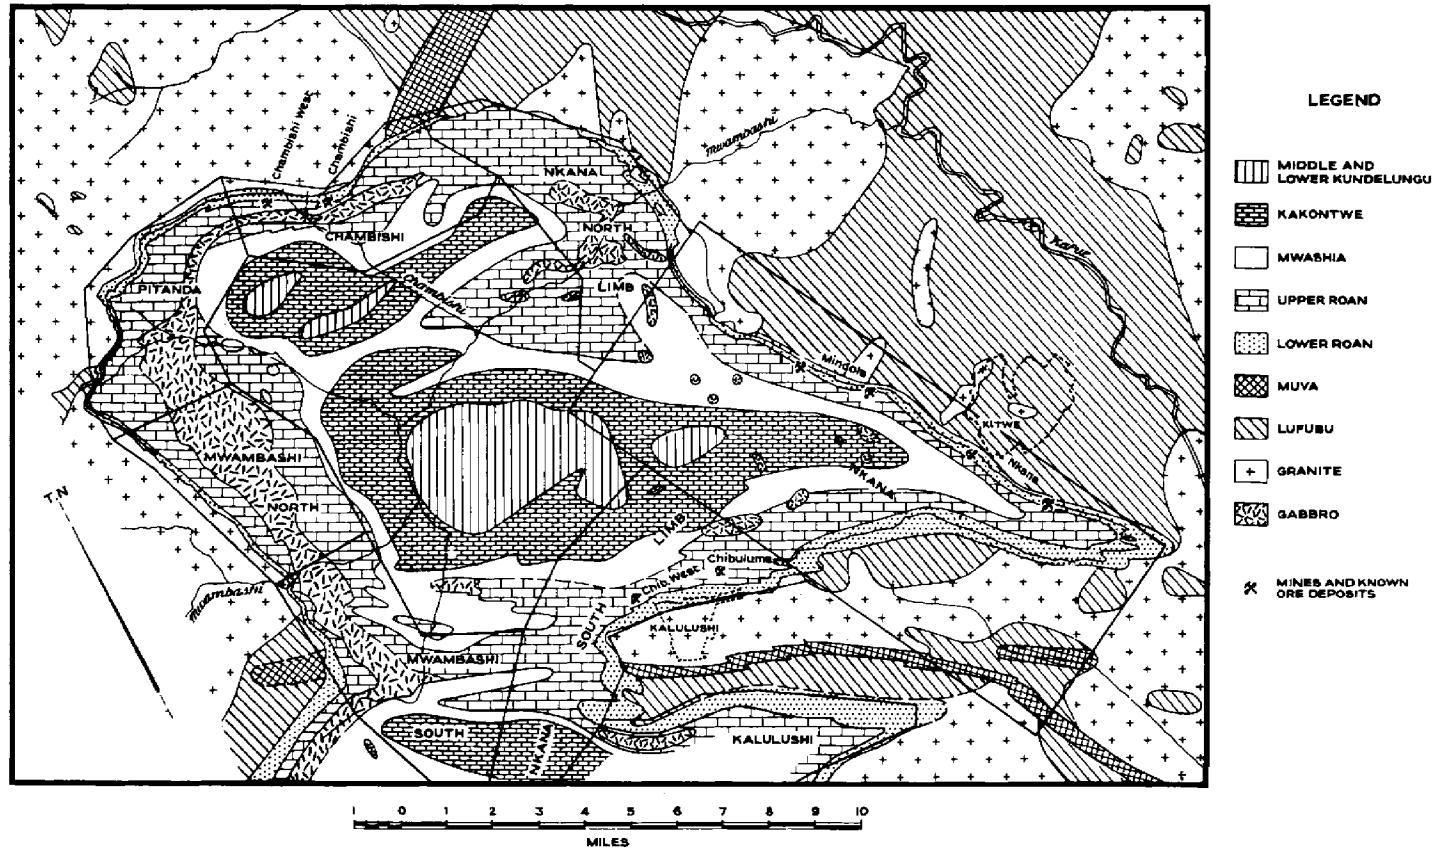 Chambishi West
Chambishi
Mwambashi
NKANA
NORTH
LIMB
CHAMBISHI
Chambishi
PITANDA
Kafue
Mindola
KITWE
Nkana
NKANA
MWAMBASHI
NORTH
T.N
LIMB
Chibuluma
Chib. West
SOUTH
KALULUSHI
Mwambashi
MWAMBASHI
SOUTH
NKANA
KALULUSHI
LEGEND
MIDDLE AND
LOWER KUNDELUNGU
KAKONTWE
MWASHIA
UPPER ROAN
LOWER ROAN
MUVA
LUFUBU
GRANITE
GABBRO
MINES AND KNOWN
ORE DEPOSITS
1 0 1 2 3 4 5 6 7 8 9 10
MILES